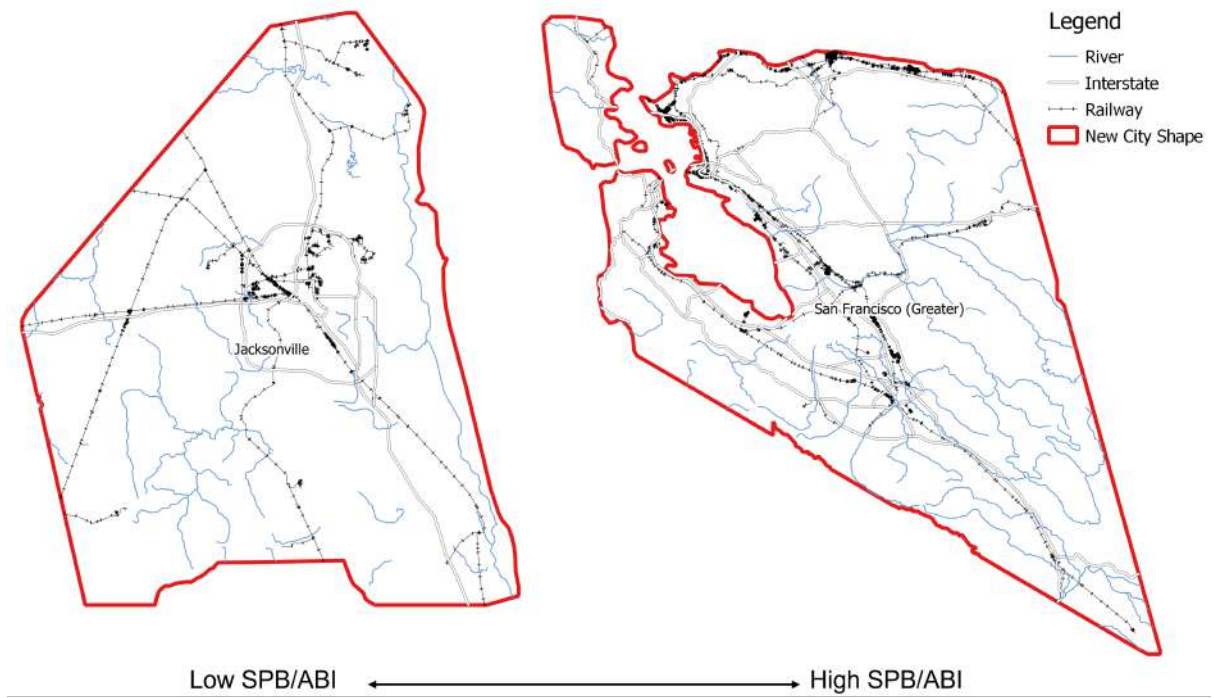 Legend
River
Interstate
Railway
New City Shape
San Francisco (Greater)
Jacksonville
Low SPB/ABI
High SPB/ABI